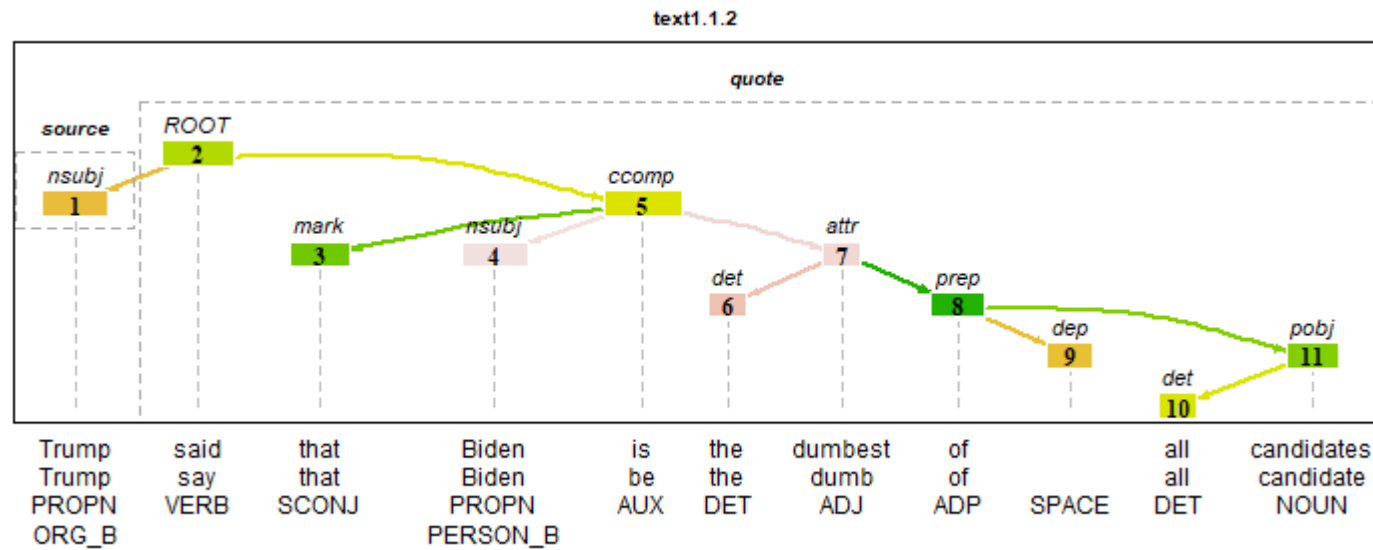 text1.1.2
quote
source ROOT
2
nsubj ccomp
1 5
mark nsubj attr
3 4 7
det prep
6 8
dep pobj
9 11
det
10
Trump said that Biden is the dumbest of all candidates
Trump say that Biden be the dumb of all candidate
PROPN VERB SCONJ PROPN AUX DET ADJ ADP SPACE DET NOUN
ORG_B PERSON_B